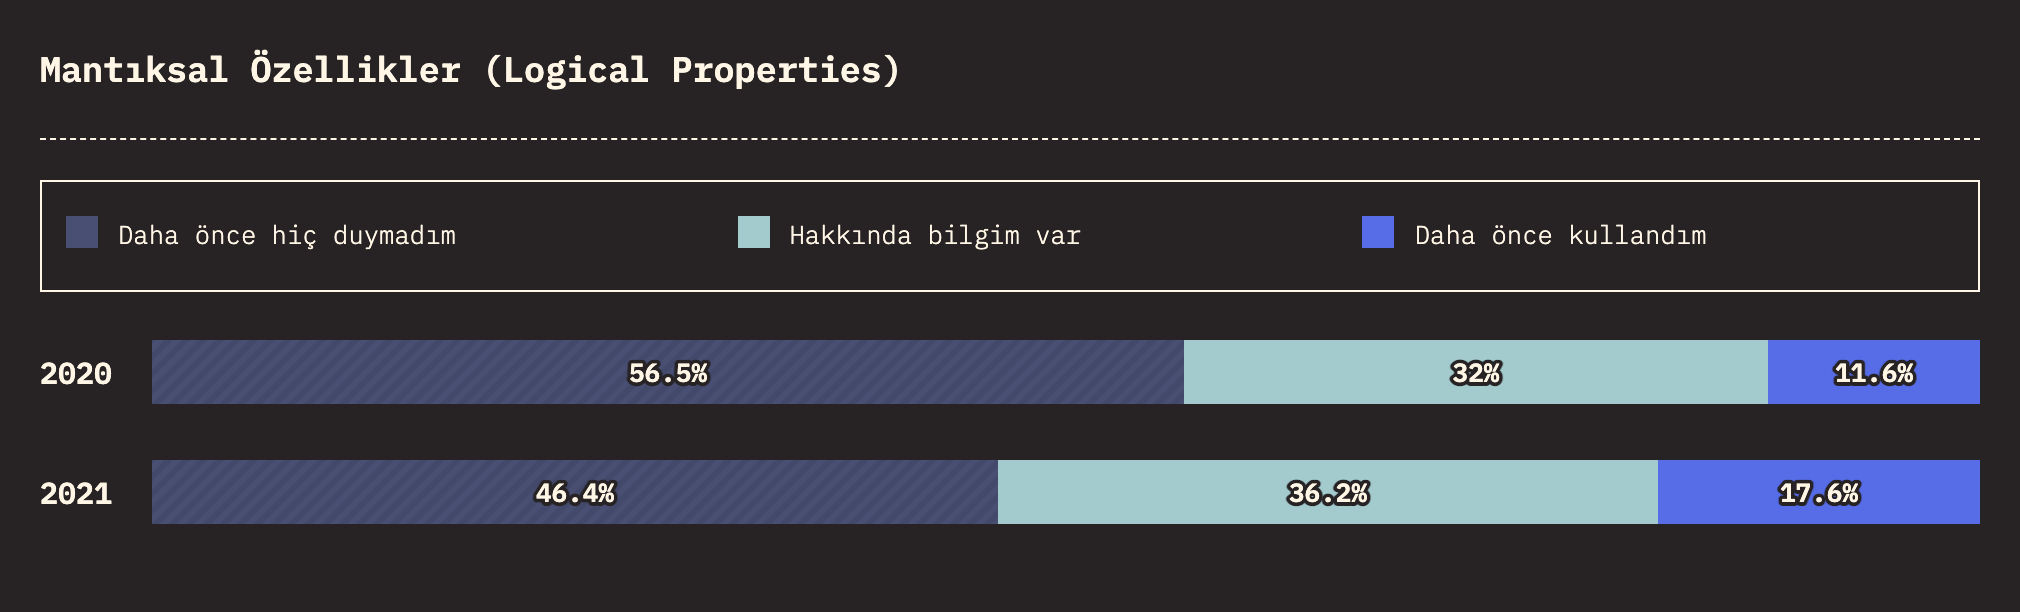 Mantıksal Özellikler (Logical Properties)
Daha önce hiç duymadım
Hakkında bilgim var
Daha önce kullandım
2020 56.5% 32% 11.6%
2021 46.4% 36.2% 17.6%